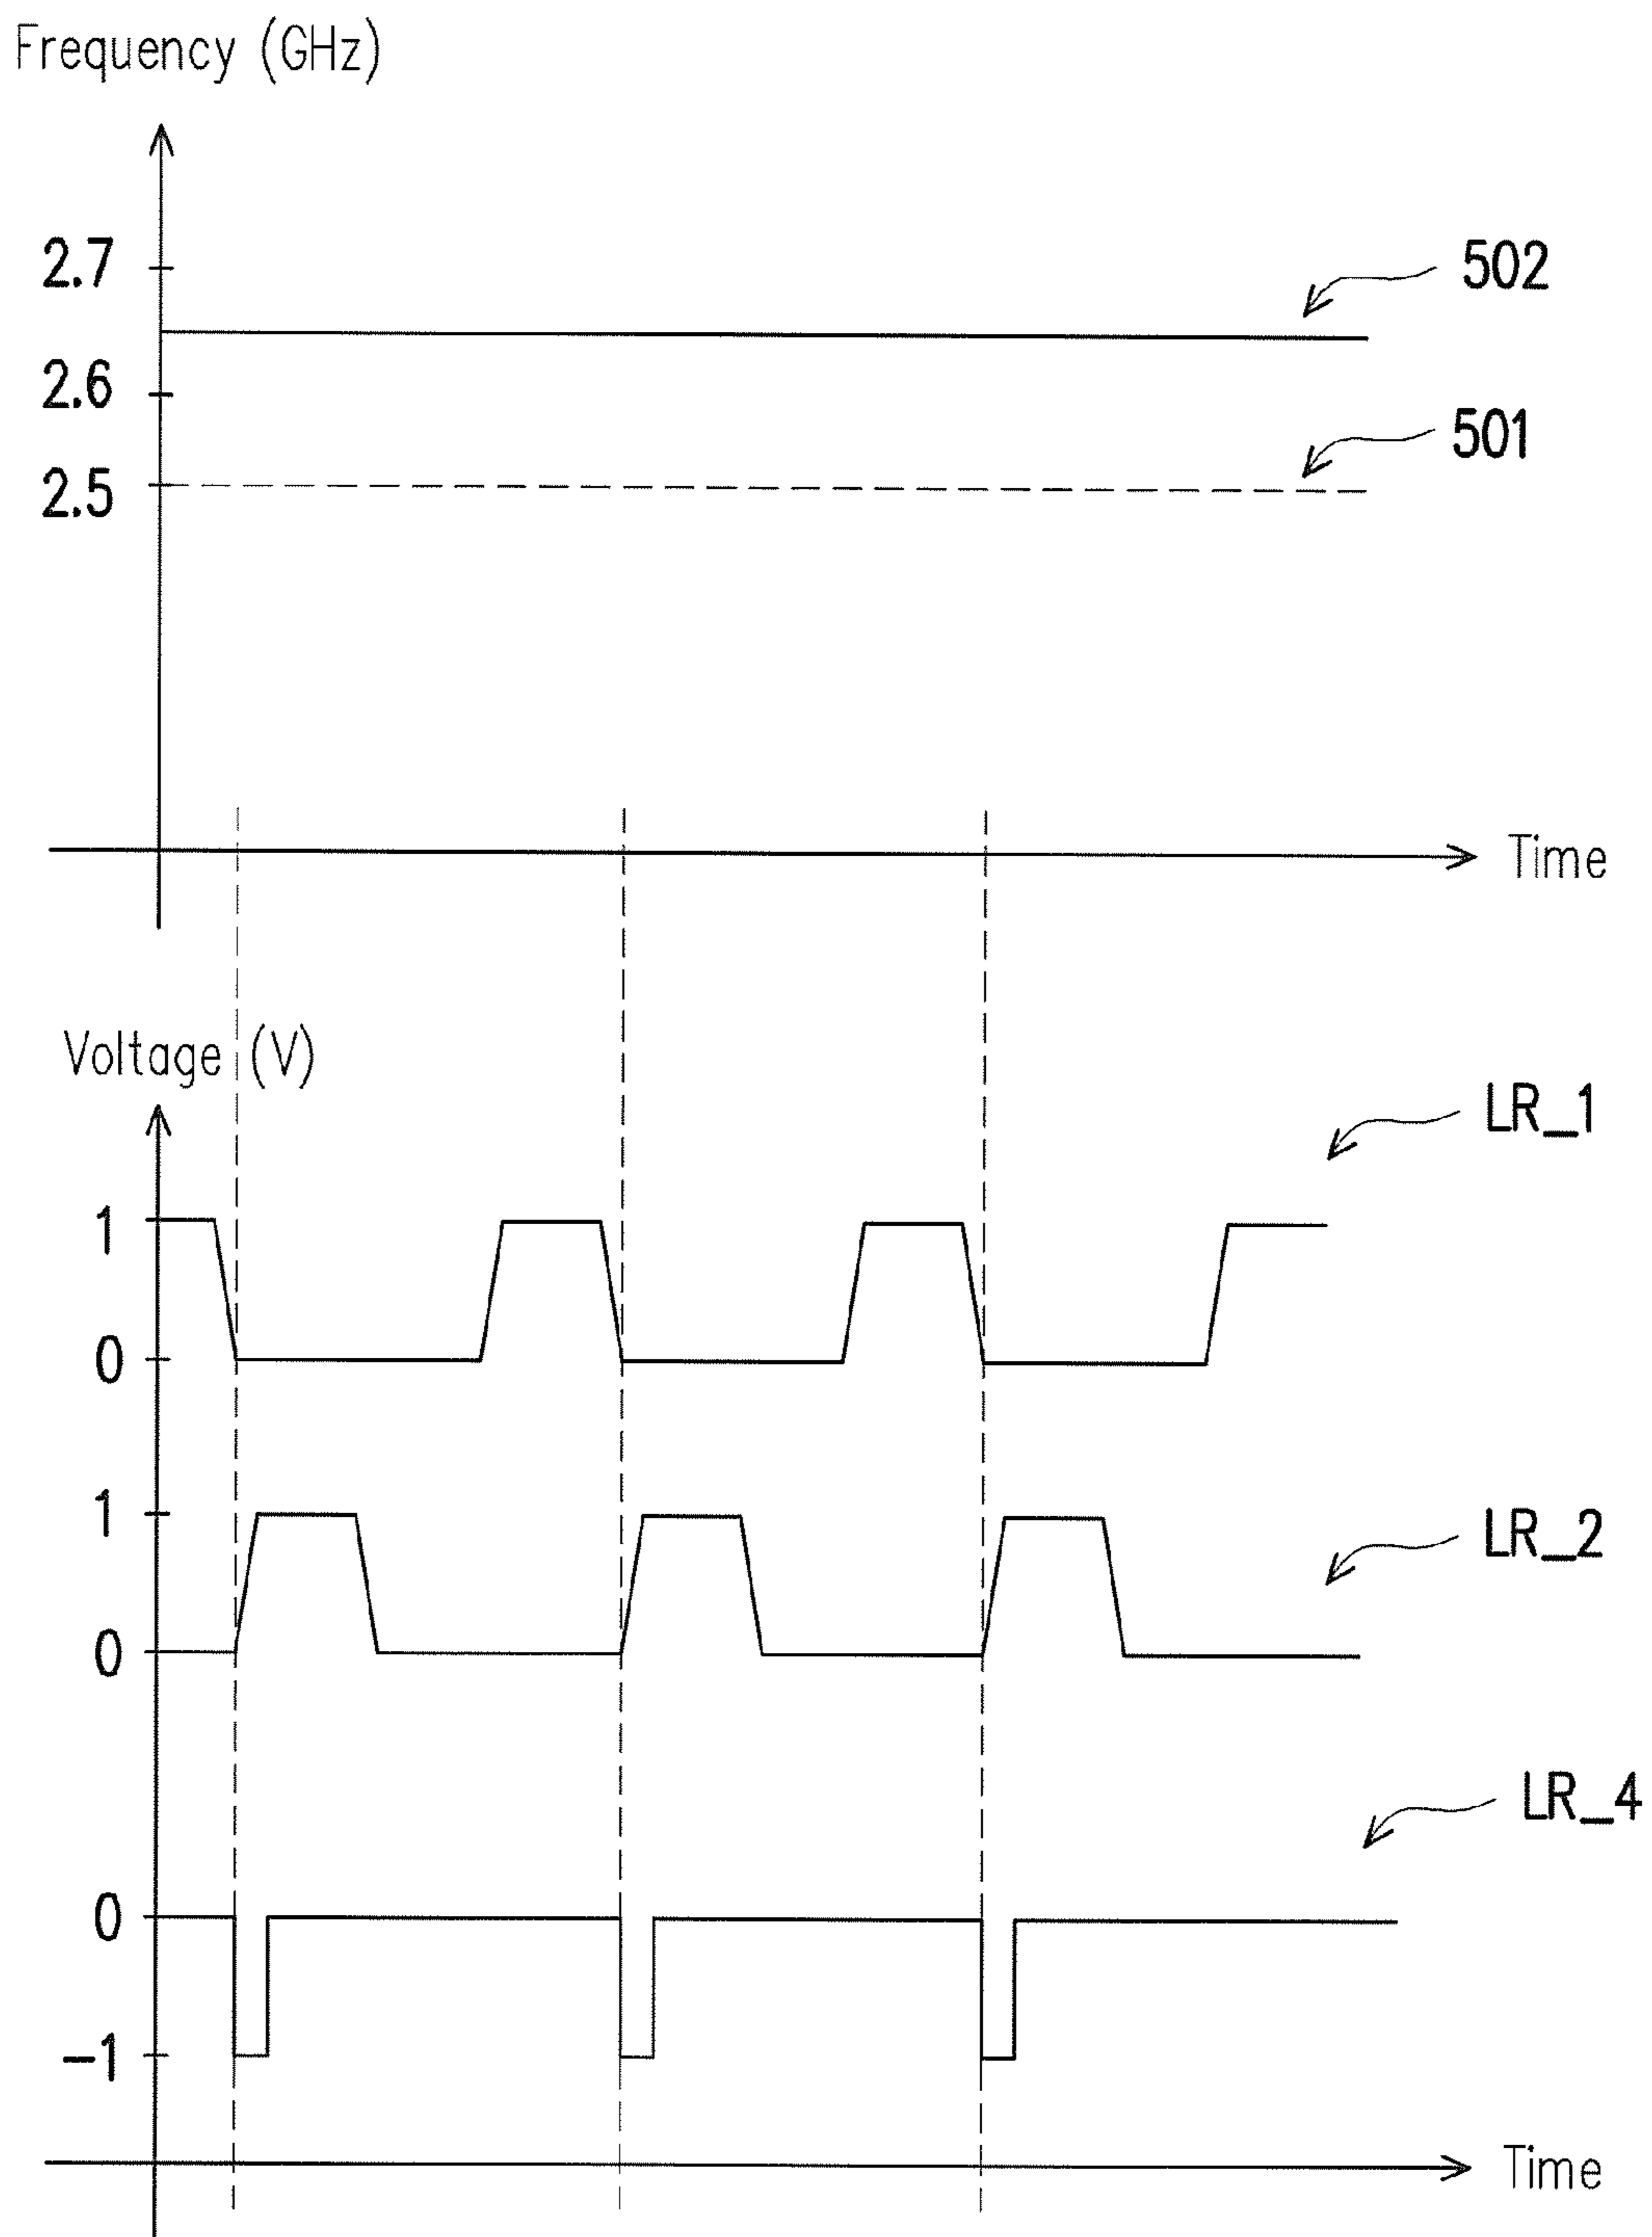 Frequency (GHz)
2.7
502
2.6
501
2.5
Time
Voltage (V)
LR_1
1
0
1
LR_2
0
LR_4
0
-1
Time